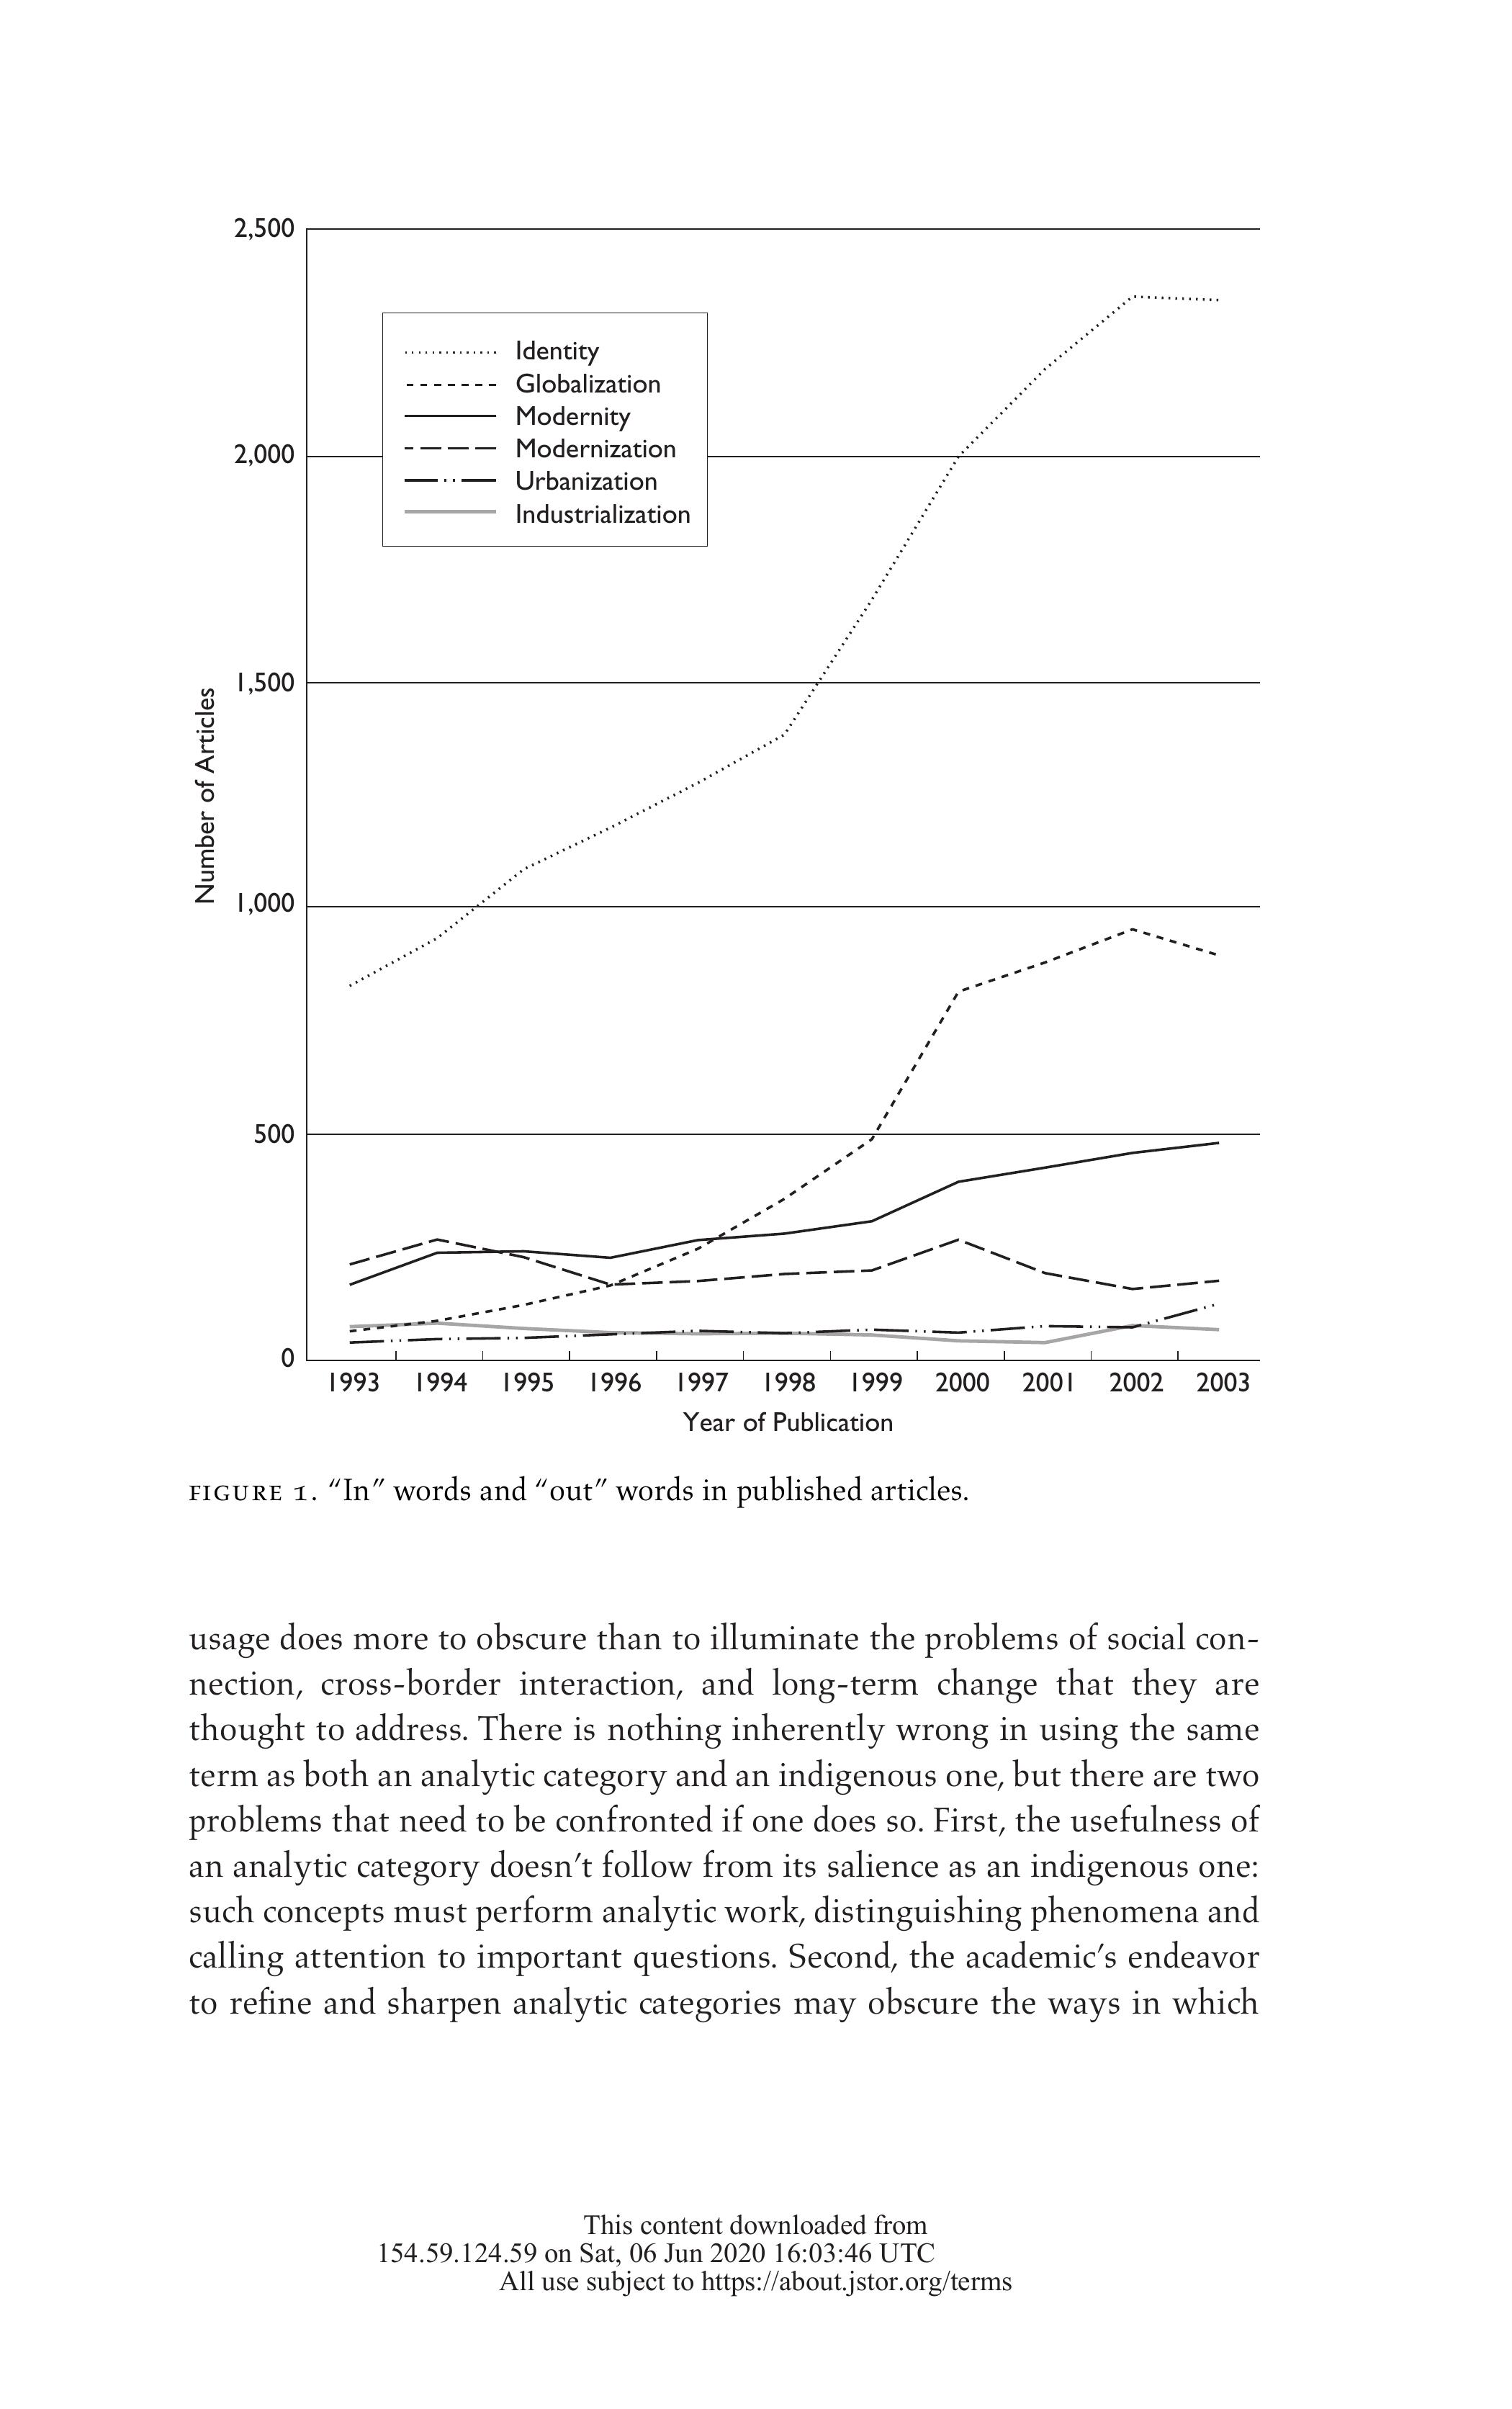 2,500
Identity
Globalization
Modernity
2,000
Modernization
Urbanization
Industrialization
1,500
Number of Articles
1,000
500
0
1993 1994 1995 1996 1997 1998 1999 2000 2001 2002 2003
Year of Publication
FIGURE 1. “In” words and “out” words in published articles.
usage does more to obscure than to illuminate the problems of social con-
nection, cross-border interaction, and long-term change that they are
thought to address. There is nothing inherently wrong in using the same
term as both an analytic category and an indigenous one, but there are two
problems that need to be confronted if one does so. First, the usefulness of
an analytic category doesn’t follow from its salience as an indigenous one:
such concepts must perform analytic work, distinguishing phenomena and
calling attention to important questions. Second, the academic’s endeavor
to refine and sharpen analytic categories may obscure the ways in which
This content downloaded from
154.59.124.59 on Sat, 06 Jun 2020 16:03:46 UTC
All use subject to https://about.jstor.org/terms